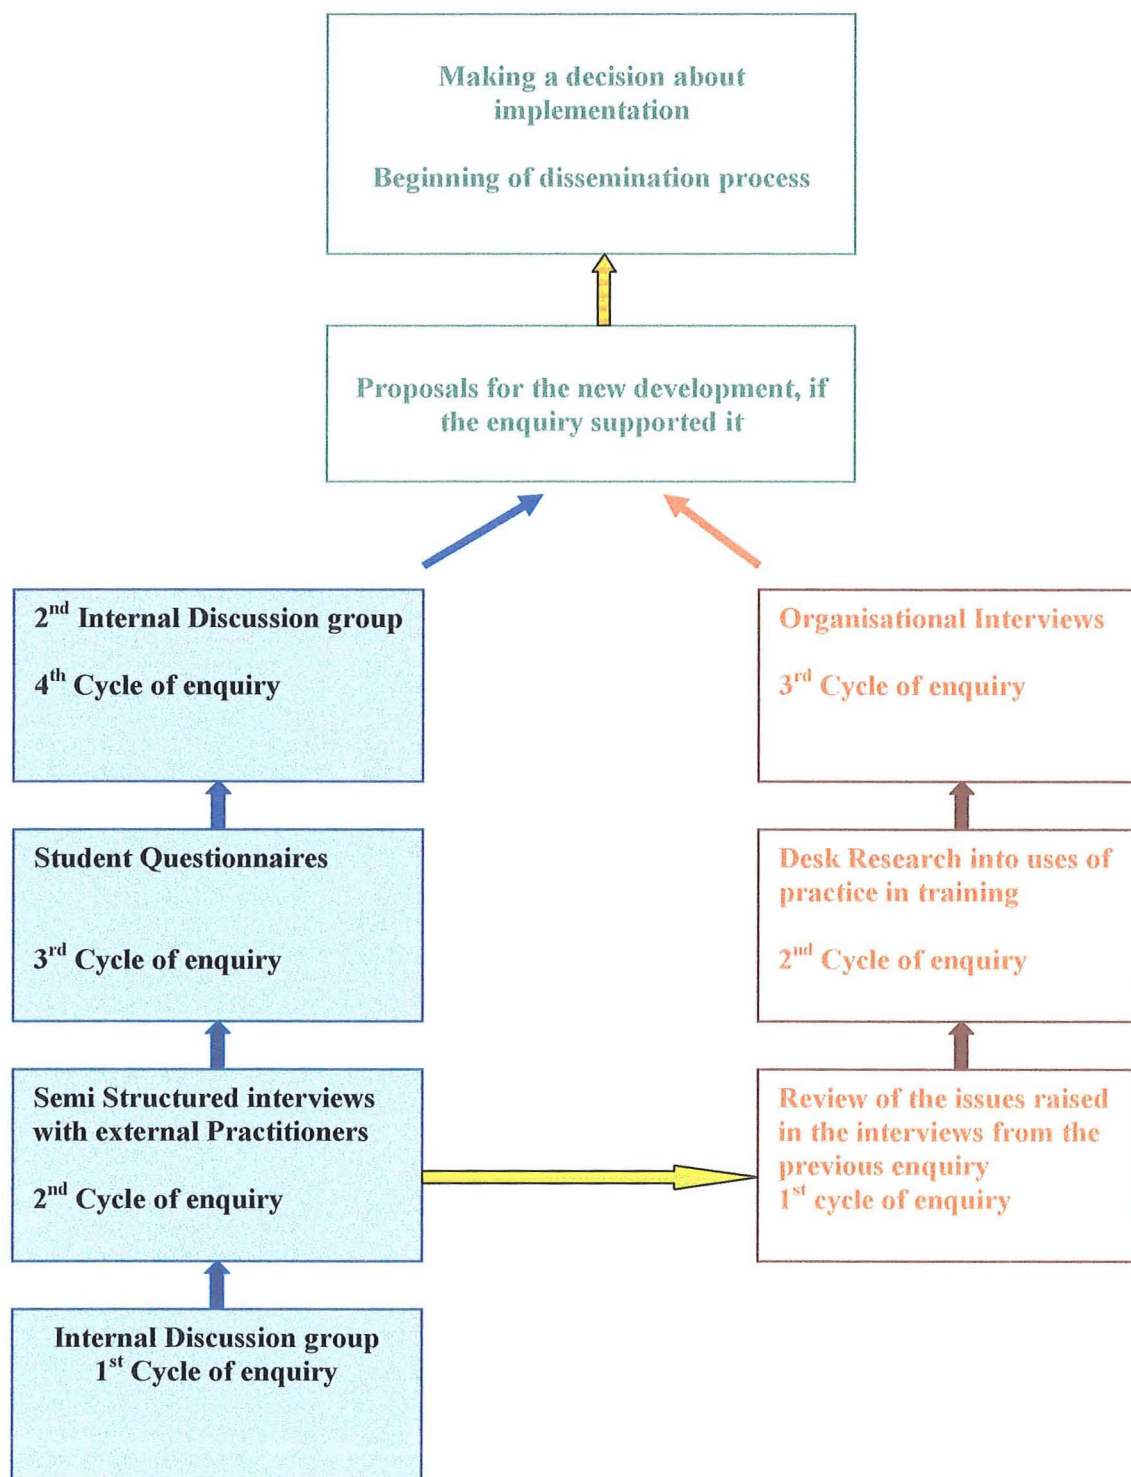 Making a decision about
implementation
Beginning of dissemination process
Proposals for the new development, if
the enquiry supported it
2nd Internal Discussion group
4th Cycle of enquiry
Organisational Interviews
3rd Cycle of enquiry
Student Questionnaires
3rd Cycle of enquiry
Desk Research into uses of
practice in training
2nd Cycle of enquiry
Semi Structured interviews
with external Practitioners
2nd Cycle of enquiry
Review of the issues raised
in the interviews from the
previous enquiry
1st cycle of enquiry
Internal Discussion group
1st Cycle of enquiry